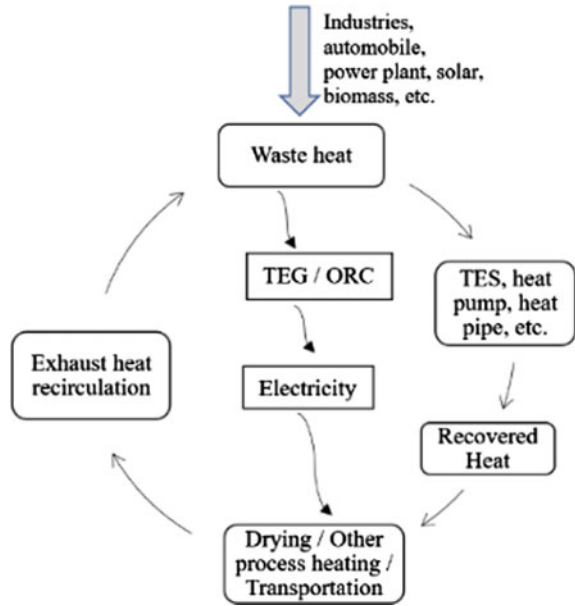 Industries,
automobile,
power plant, solar,
biomass, etc.
Waste heat
TEG / ORC
TES, heat
pump, heat
pipe, etc.
Exhaust heat
recirculation
Electricity
Recovered
Heat
Drying / Other
process heating /
Transportation